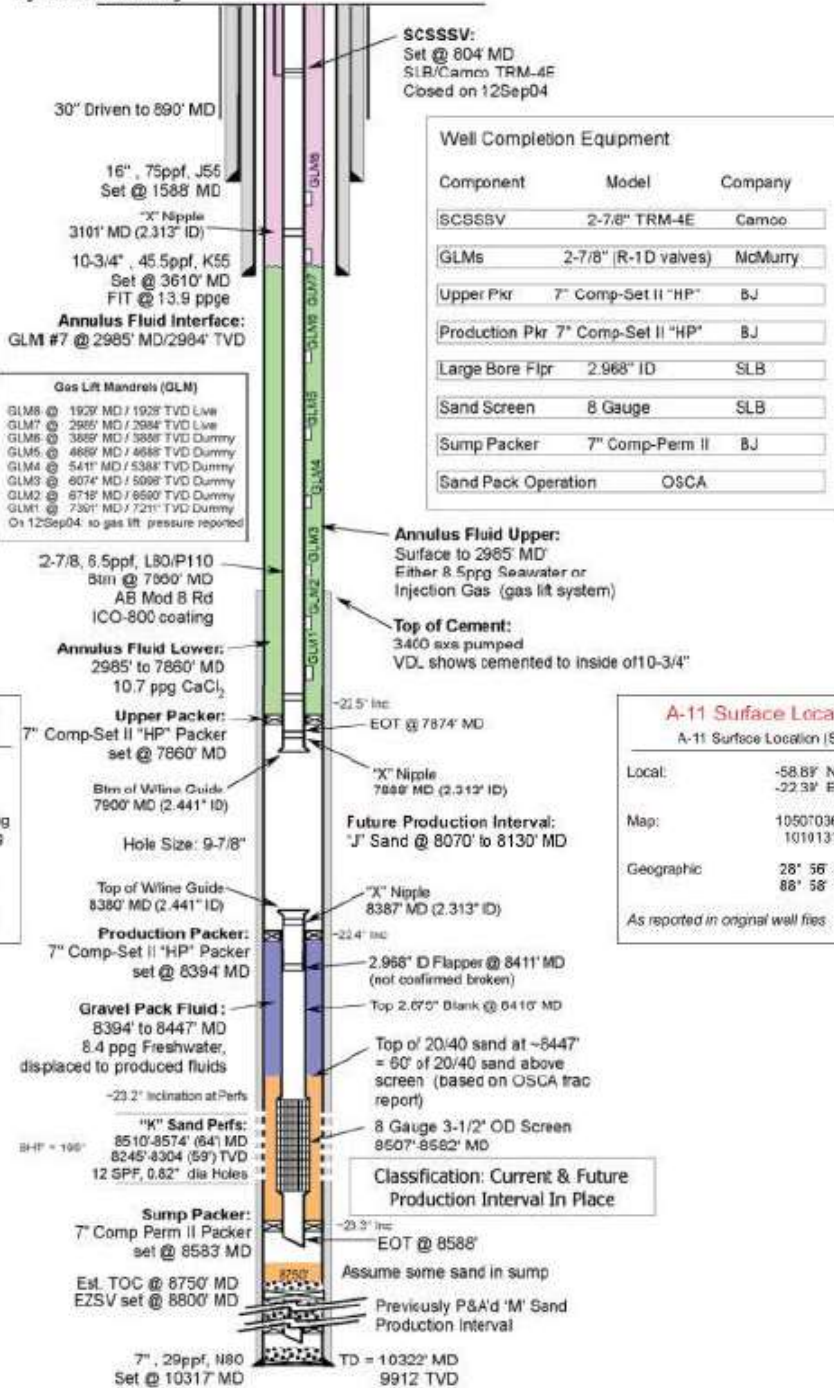 SCSSSV:
Set @ 804' MD
SLB/Camco TRM-4E
Closed on 12Sep04
30" Driven to 890' MD
16" , 75ppf, J55
Set @ 1588' MD
"X" Nipple
3101' MD (2.313" ID)
10-3/4" , 45.5ppf, K55
Set @ 3610' MD
FIT @ 13.9 ppge
Annulus Fluid Interface:
GLM #7 @ 2985' MD/2984' TVD
Well Completion Equipment
Component Model Company
SCSSSV 2-7/8" TRM-4E Camco
GLMs 2-7/8" (R-1D valves) McMurry
Upper Pkr 7" Comp-Set II "HP" BJ
Production Pkr 7" Comp-Set II "HP" BJ
Large Bore Flpr 2.968" ID SLB
Sand Screen 8 Gauge SLB
Sump Packer 7" Comp-Perm II BJ
Sand Pack Operation OSCA
Gas Lift Mandrels (GLM)
GLM8 @ 1929' MD / 1928' TVD Live
GLM7 @ 2985' MD / 2984' TVD Live
GLM6 @ 3889' MD / 3888' TVD Dummy
GLM5 @ 4689' MD / 4688' TVD Dummy
GLM4 @ 5411' MD / 5388' TVD Dummy
GLM3 @ 6074' MD / 5998' TVD Dummy
GLM2 @ 6718' MD / 6590' TVD Dummy
GLM1 @ 7391' MD / 7211' TVD Dummy
On 12Sep04 no gas lift pressure reported
GLM8
GLM7
GLM6
GLM5
GLM4
GLM3
GLM2
GLM1
2-7/8, 6.5ppf, L80/P110
Btm @ 7860' MD
AB Mod 8 Rd
ICO-800 coating
Annulus Fluid Upper:
Surface to 2985' MD
Either 8.5ppg Seawater or
Injection Gas (gas lift system)
Top of Cement:
3400 sxs pumped
VDL shows cemented to inside of10-3/4"
Annulus Fluid Lower:
2985' to 7860' MD
10.7 ppg CaCl₂
~22.5° Inc
Upper Packer:
7" Comp-Set II "HP" Packer
set @ 7860' MD
EOT @ 7874' MD
"X" Nipple
7888' MD (2.313" ID)
Btm of W/line Guide
7900' MD (2.441" ID)
Hole Size: 9-7/8"
Future Production Interval:
"J" Sand @ 8070' to 8130' MD
A-11 Surface Loca
A-11 Surface Location (S
Local: -58.89' N
-22.39' E
Map: 10507036
1010131
Geographic 28° 56'
88° 58'
As reported in original well files
g
g
Top of W/line Guide
8380' MD (2.441" ID)
"X" Nipple
8387' MD (2.313" ID)
Production Packer:
7" Comp-Set II "HP" Packer
set @ 8394' MD
~22.4° Inc
2.968" ID Flapper @ 8411' MD
(not confirmed broken)
Top 2.875" Blank @ 8416' MD
Gravel Pack Fluid :
8394' to 8447' MD
8.4 ppg Freshwater,
displaced to produced fluids
Top of 20/40 sand at ~8447'
= 60' of 20/40 sand above
screen (based on OSCA frac
report)
~23.2° Inclination at Perfs
"K" Sand Perfs:
8510'-8574' (64') MD
8245'-8304 (59') TVD
12 SPF, 0.82" dia Holes
8 Gauge 3-1/2" OD Screen
8507'-8582' MD
Classification: Current & Future
Production Interval In Place
Sump Packer:
7" Comp Perm II Packer
set @ 8583' MD
~23.3° Inc
EOT @ 8588'
8750'
Assume some sand in sump
Est. TOC @ 8750' MD
EZSV set @ 8800' MD
Previously P&A'd 'M' Sand
Production Interval
7" , 29ppf, N80
Set @ 10317' MD
TD = 10322' MD
9912' TVD